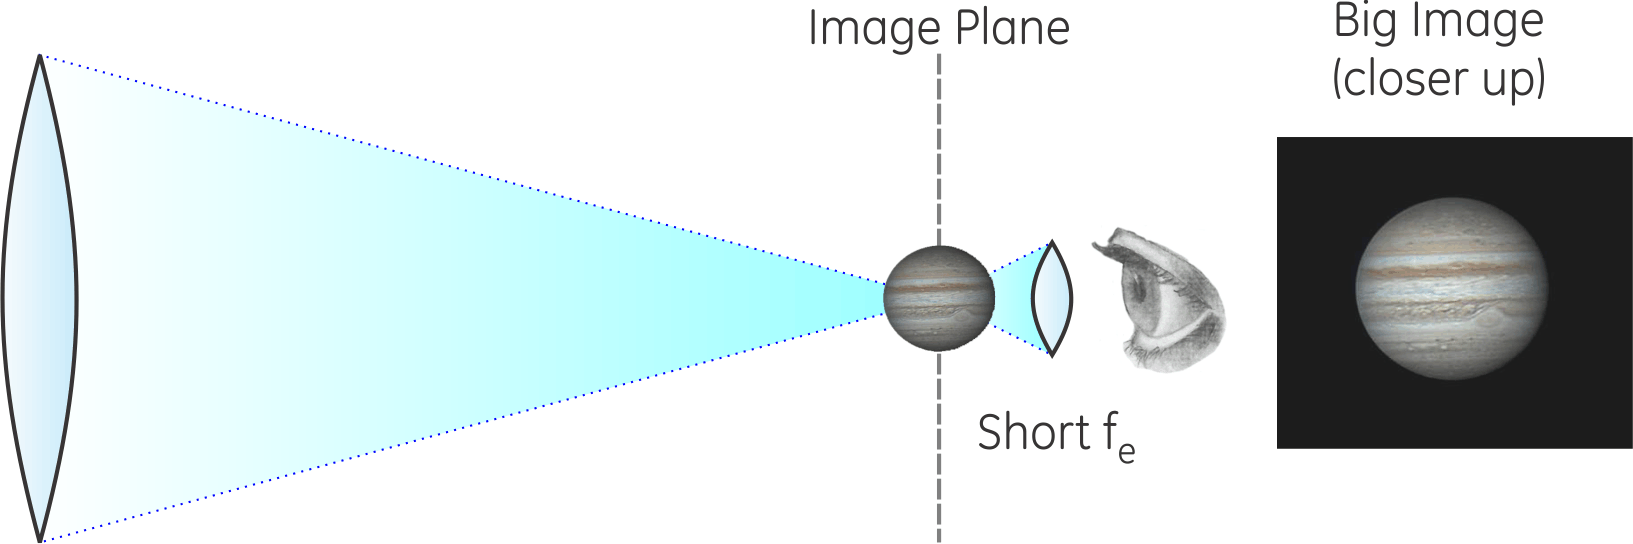 Image Plane
Big Image
(closer up)
Short fₑ